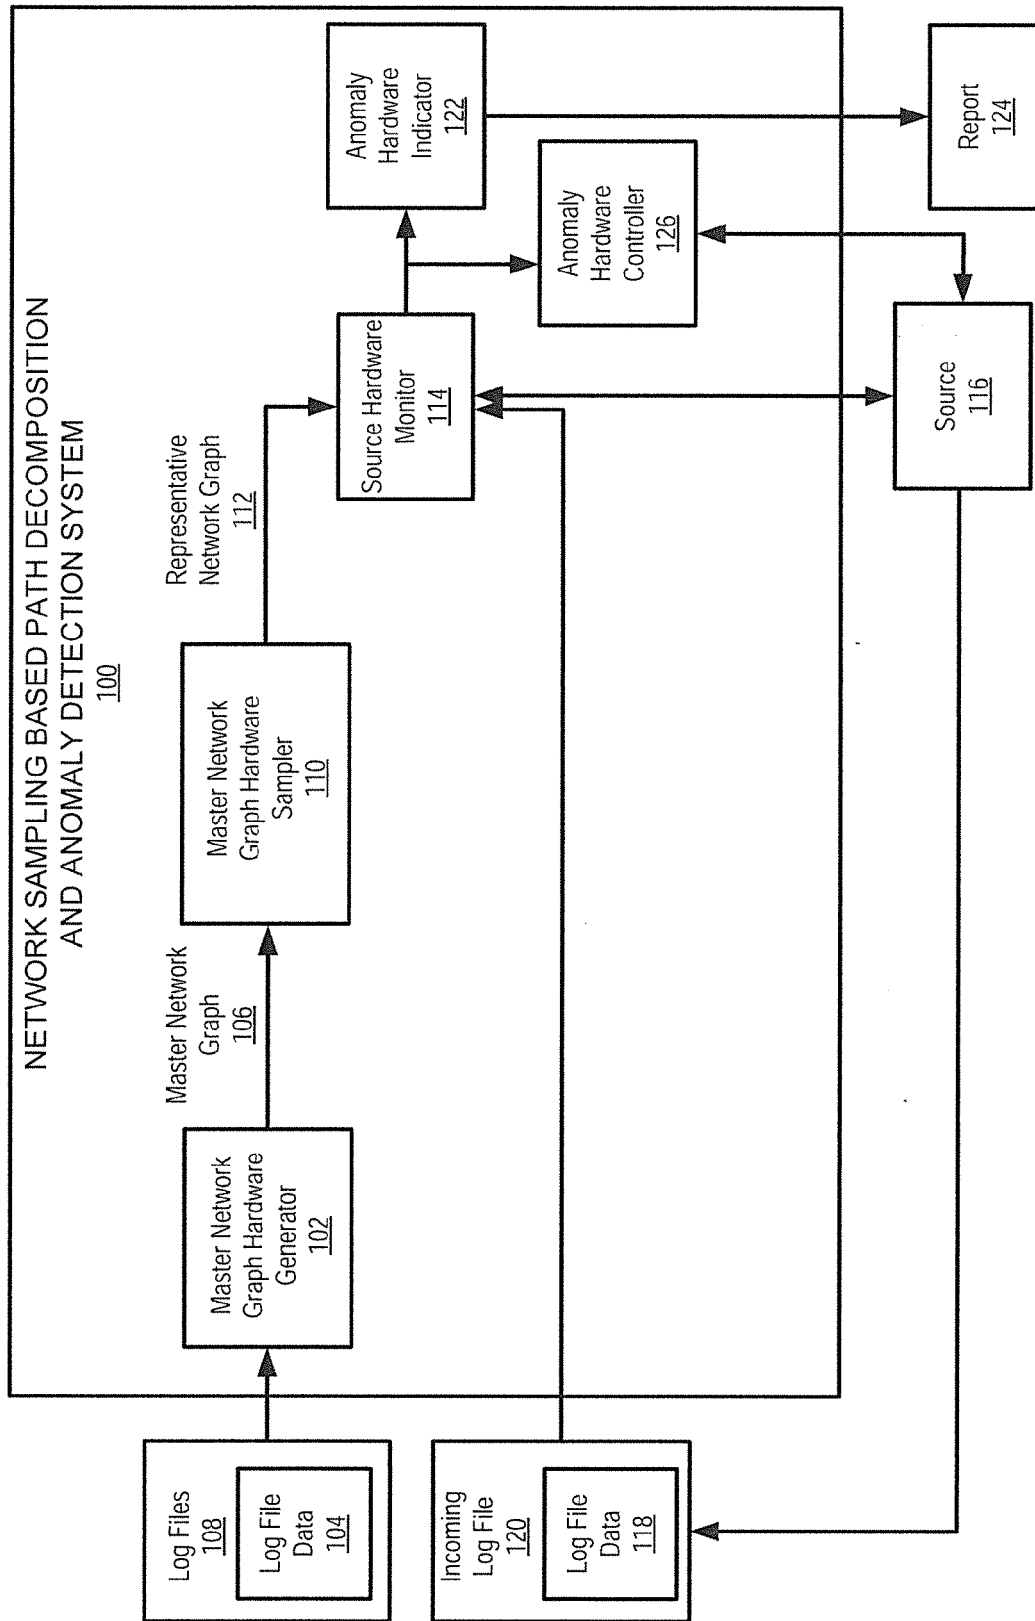 NETWORK SAMPLING BASED PATH DECOMPOSITION
AND ANOMALY DETECTION SYSTEM
100
Log Files
108
Log File
Data
104
Master Network
Graph Hardware
Generator
102
Master Network
Graph
106
Master Network
Graph Hardware
Sampler
110
Representative
Network Graph
112
Source Hardware
Monitor
114
Anomaly
Hardware
Indicator
122
Anomaly
Hardware
Controller
126
Incoming
Log File
120
Log File
Data
118
Source
116
Report
124